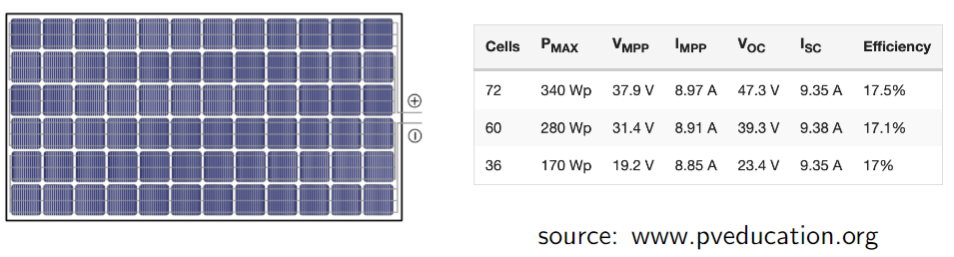 Cells PMAX VMPP IMPP VOC ISC Efficiency
72 340 Wp 37.9 V 8.97 A 47.3 V 9.35 A 17.5%
60 280 Wp 31.4 V 8.91 A 39.3 V 9.38 A 17.1%
36 170 Wp 19.2 V 8.85 A 23.4 V 9.35 A 17%
source: www.pveducation.org